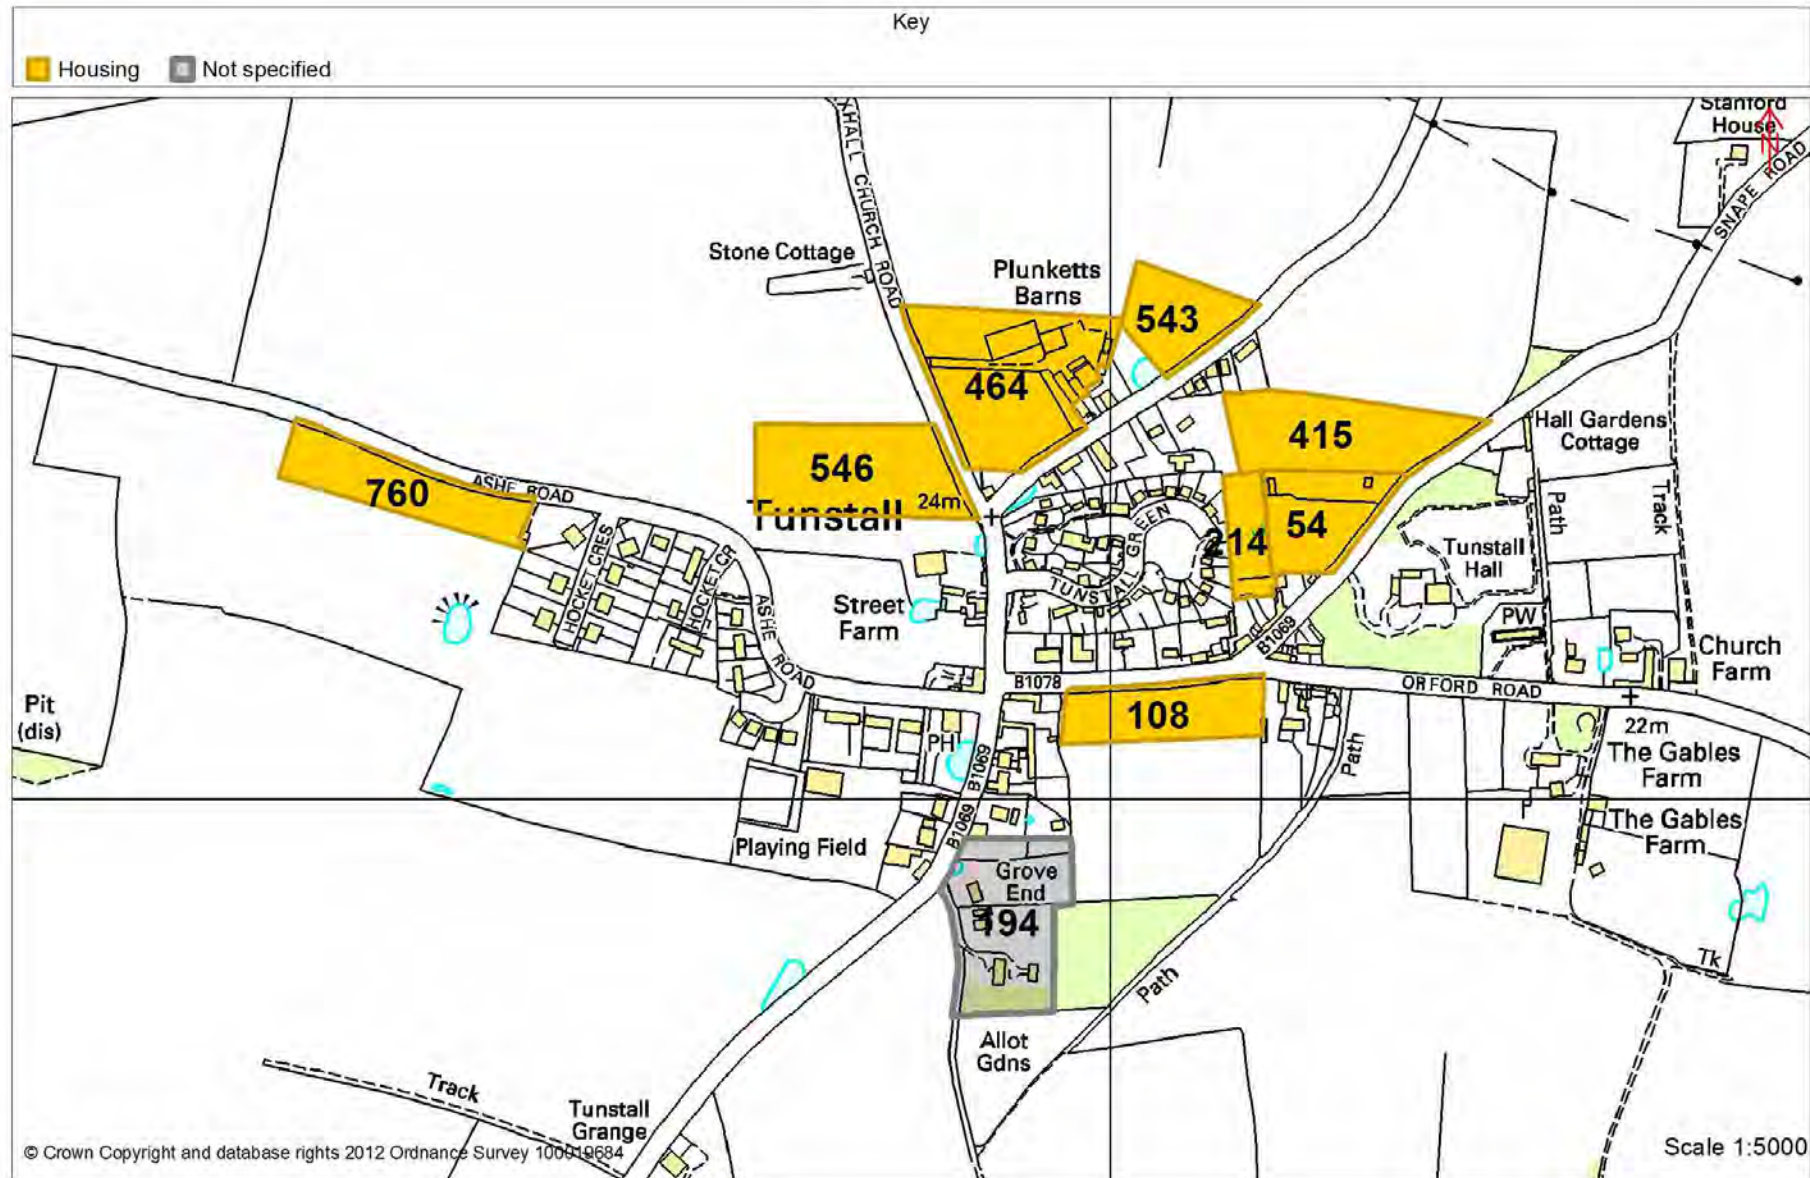 Key
Housing
Not specified
Stanford
House
N
SNAPE ROAD
XHALL CHURCH ROAD
Stone Cottage
Plunketts
Barns
543
464
415
Hall Gardens
Cottage
546
24m
Tunstall
760
ASHE ROAD
214
54
TUNSTALL GREEN
Path
Track
Tunstall
Hall
HOCKET CRES
HOCKET CR
ASHE ROAD
Street
Farm
PW
B1069
Church
Farm
B1078
ORFORD ROAD
22m
108
Pit
(dis)
PH
B1069
B1069
Path
The Gables
Farm
The Gables
Farm
Playing Field
Grove
End
194
Path
Tk
Allot
Gdns
Track
Tunstall
Grange
© Crown Copyright and database rights 2012 Ordnance Survey 100019684
Scale 1:5000